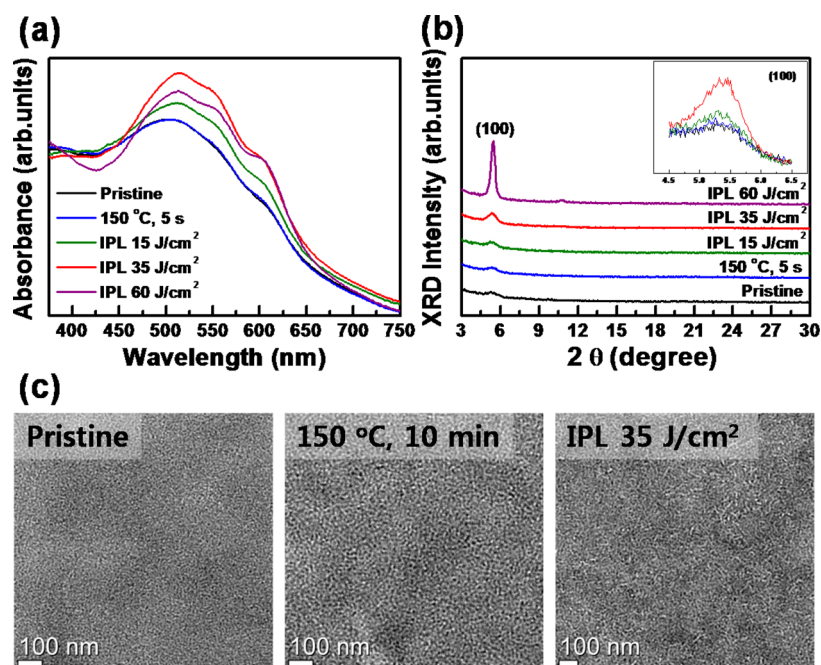 (a)
Absorbance (arb.units)
Pristine
150 °C, 5 s
IPL 15 J/cm²
IPL 35 J/cm²
IPL 60 J/cm²
400 450 500 550 600 650 700 750
Wavelength (nm)
(b)
XRD Intensity (arb.units)
(100)
(100)
4.5 5.0 5.5 6.0 6.5
IPL 60 J/cm²
IPL 35 J/cm²
IPL 15 J/cm²
150 °C, 5 s
Pristine
3 6 9 12 15 18 21 24 27 30
2 θ (degree)
(c)
Pristine
100 nm
150 °C, 10 min
100 nm
IPL 35 J/cm²
100 nm